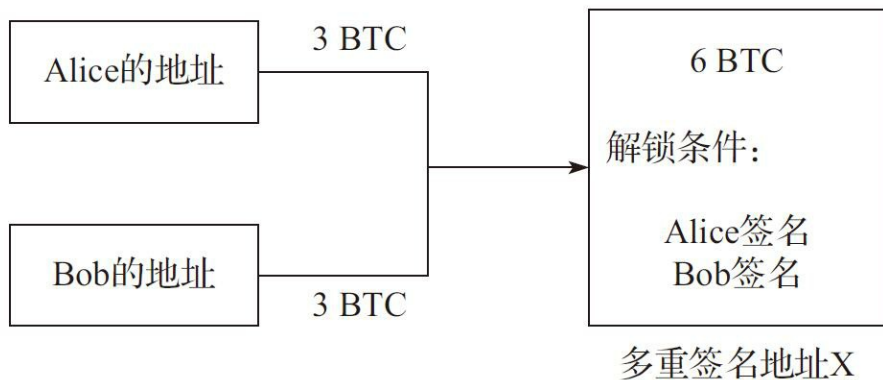 Alice的地址
3 BTC
Bob的地址
3 BTC
6 BTC
解锁条件：
Alice签名
Bob签名
多重签名地址X